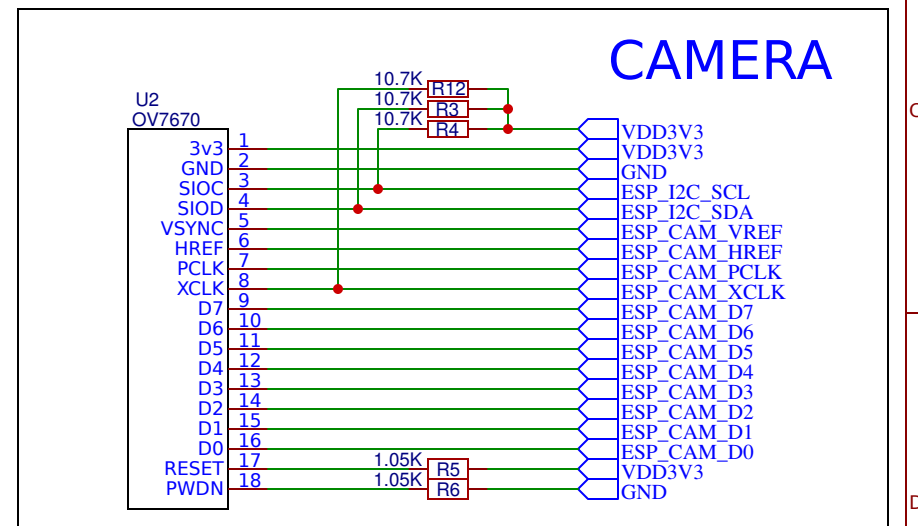 CAMERA
10.7K R12
10.7K R3
10.7K R4
U2
OV7670
VDD3V3
3v3 1 VDD3V3
GND 2 GND
SIOC 3 ESP_I2C_SCL
SIOD 4 ESP_I2C_SDA
VSYNC 5 ESP_CAM_VREF
HREF 6 ESP_CAM_HREF
PCLK 7 ESP_CAM_PCLK
XCLK 8 ESP_CAM_XCLK
D7 9 ESP_CAM_D7
D6 10 ESP_CAM_D6
D5 11 ESP_CAM_D5
D4 12 ESP_CAM_D4
D3 13 ESP_CAM_D3
D2 14 ESP_CAM_D2
D1 15 ESP_CAM_D1
D0 16 ESP_CAM_D0
RESET 17 1.05K R5 VDD3V3
PWDN 18 1.05K R6 GND